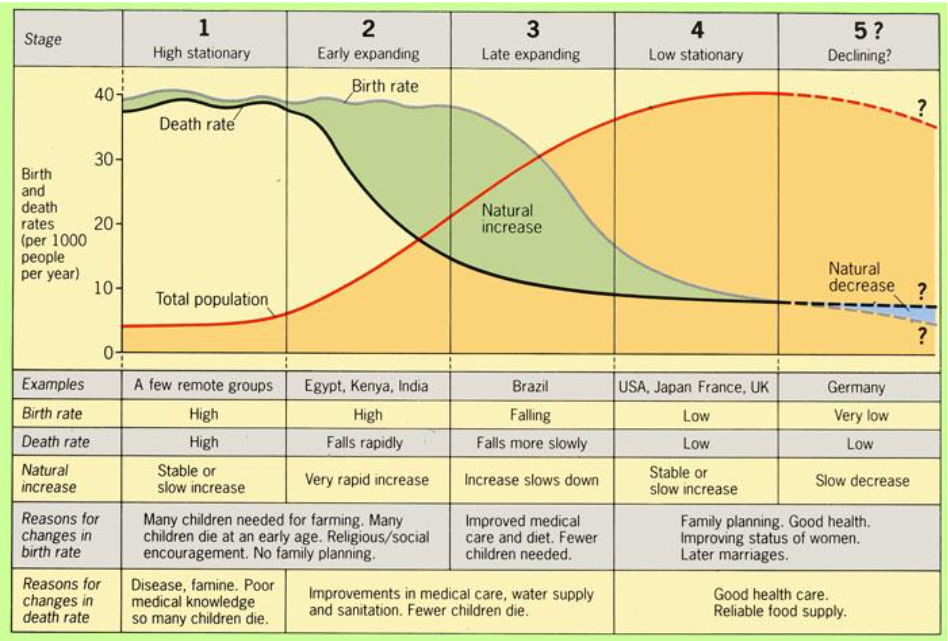 Stage
1
High stationary
2
Early expanding
3
Late expanding
4
Low stationary
5 ?
Declining?
Birth
and
death
rates
(per 1000
people
per year)
40
30
20
10
0
Birth rate
Death rate
Natural
increase
Total population
Natural
decrease
?
?
?
Examples
A few remote groups
Egypt, Kenya, India
Brazil
USA, Japan France, UK
Germany
Birth rate
High
High
Falling
Low
Very low
Death rate
High
Falls rapidly
Falls more slowly
Low
Low
Natural
increase
Stable or
slow increase
Very rapid increase
Increase slows down
Stable or
slow increase
Slow decrease
Reasons for
changes in
birth rate
Many children needed for farming. Many
children die at an early age. Religious/social
encouragement. No family planning.
Improved medical
care and diet. Fewer
children needed.
Family planning. Good health.
Improving status of women.
Later marriages.
Reasons for
changes in
death rate
Disease, famine. Poor
medical knowledge
so many children die.
Improvements in medical care, water supply
and sanitation. Fewer children die.
Good health care.
Reliable food supply.